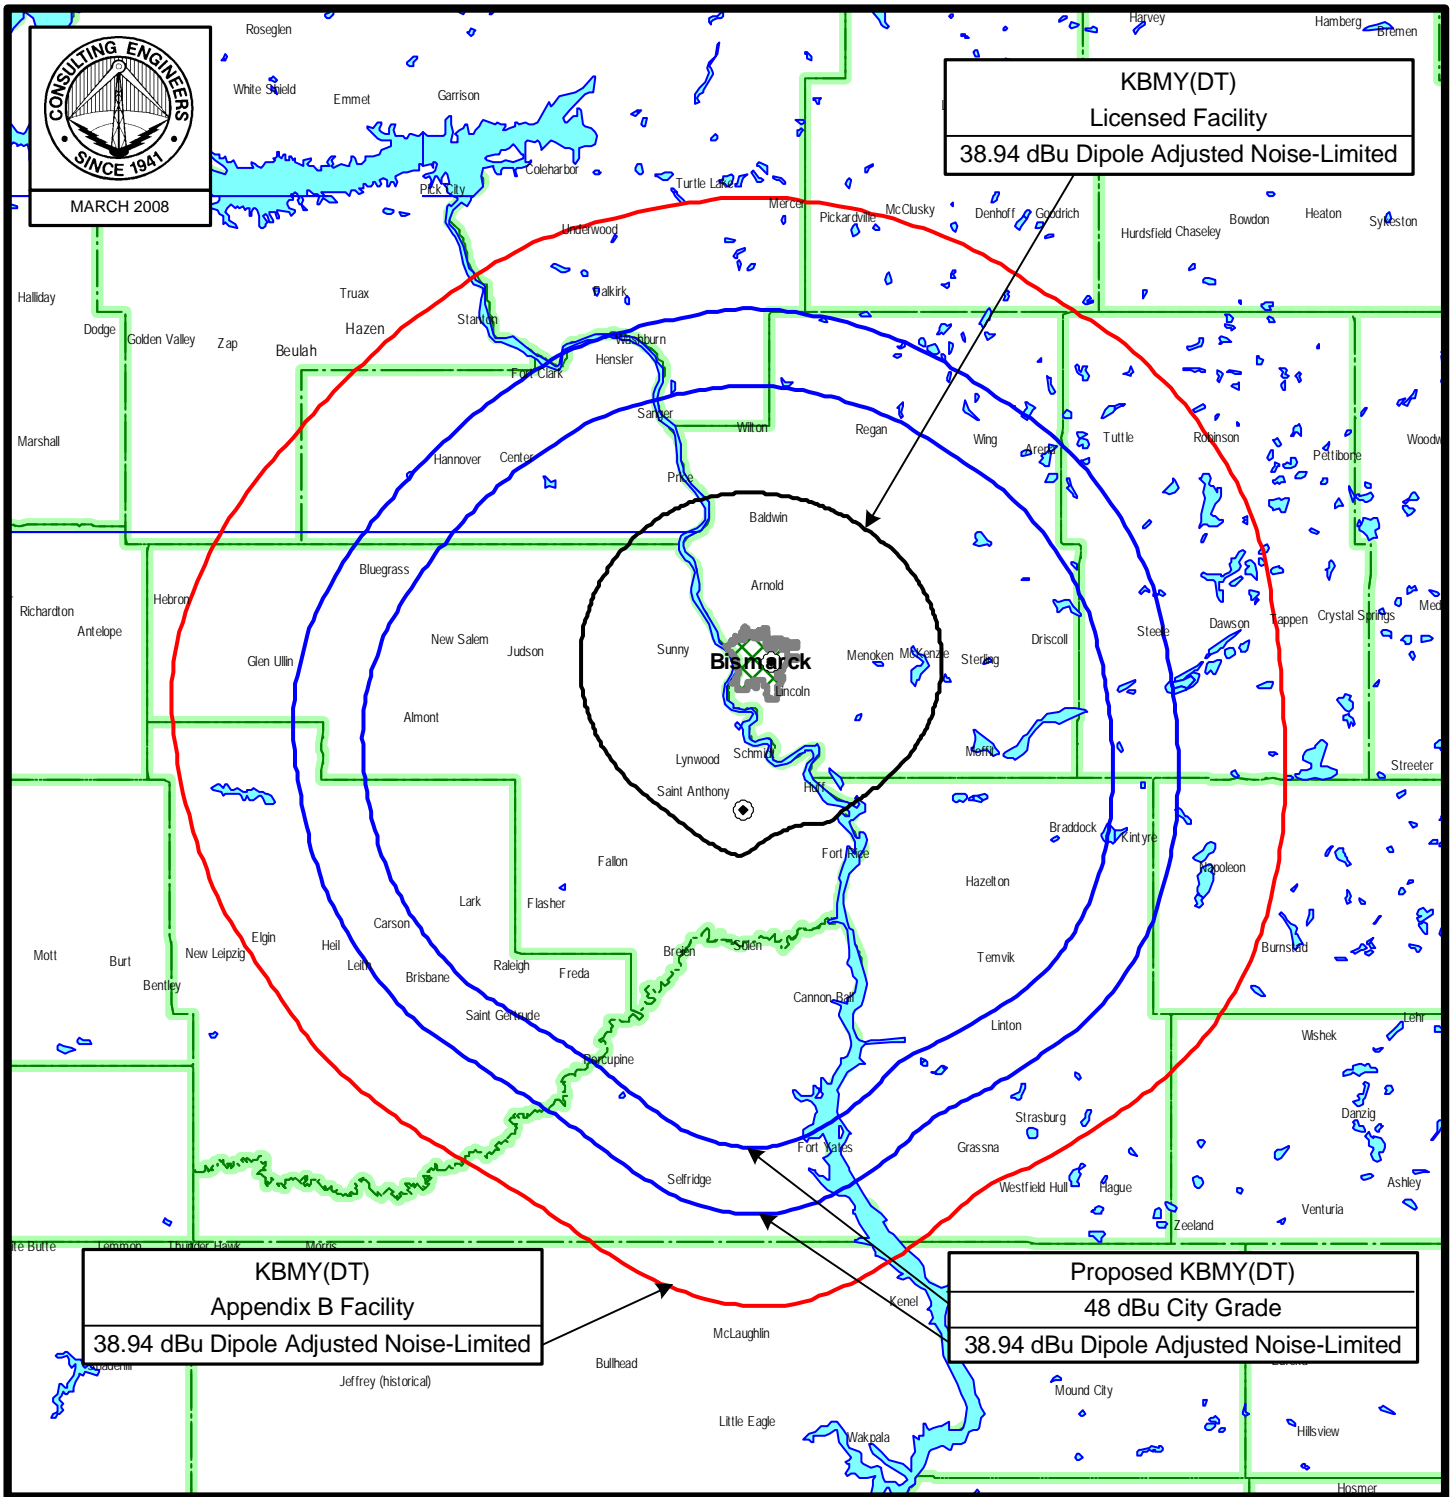 Roseglen
Harvey
Hamberg
Bremen
CONSULTING ENGINEERS
SINCE 1941
MARCH 2008
White Shield
Emmet
Garrison
KBMY(DT)
Licensed Facility
38.94 dBu Dipole Adjusted Noise-Limited
Coleharbor
Pick City
Turtle Lake
Mercer
Pickardville
McClusky
Denhoff
Goodrich
Bowdon
Heaton
Sykeston
Underwood
Hurdsfield
Chaseley
Halliday
Truax
Falkirk
Dodge
Golden Valley
Zap
Hazen
Beulah
Stanton
Washburn
Hensler
Fort Clark
Sanger
Wilton
Regan
Wing
Arena
Tuttle
Robinson
Pettibone
Woodw
Marshall
Hannover
Center
Price
Baldwin
Bluegrass
Arnold
Hebron
Richardton
Antelope
Crystal Springs
Med
Tappen
Dawson
Steele
Driscoll
New Salem
Judson
Sunny
Bismarck
Menoken
McKenzie
Sterling
Glen Ullin
Lincoln
Almont
Lynwood
Schmidt
Moffit
Streeter
Saint Anthony
Huff
Braddock
Kintyre
Fallon
Fort Rice
Napoleon
Hazelton
Lark
Flasher
Carson
Elgin
Heil
New Leipzig
Leith
Mott
Burt
Bentley
Brisbane
Raleigh
Freda
Breien
Solen
Temvik
Burnstad
Cannon Ball
Saint Gertrude
Linton
Wishek
Lehr
Porcupine
Strasburg
Danzig
Fort Yates
Grassna
Selfridge
Westfield Hull
Hague
Ashley
Venturia
Zeeland
ite Butte
Lemmon
Thunder Hawk
Morris
KBMY(DT)
Appendix B Facility
38.94 dBu Dipole Adjusted Noise-Limited
Proposed KBMY(DT)
48 dBu City Grade
38.94 dBu Dipole Adjusted Noise-Limited
Kenel
McLaughlin
Bullhead
Jeffrey (historical)
Mound City
Little Eagle
Wakpala
Hillsview
Hosmer